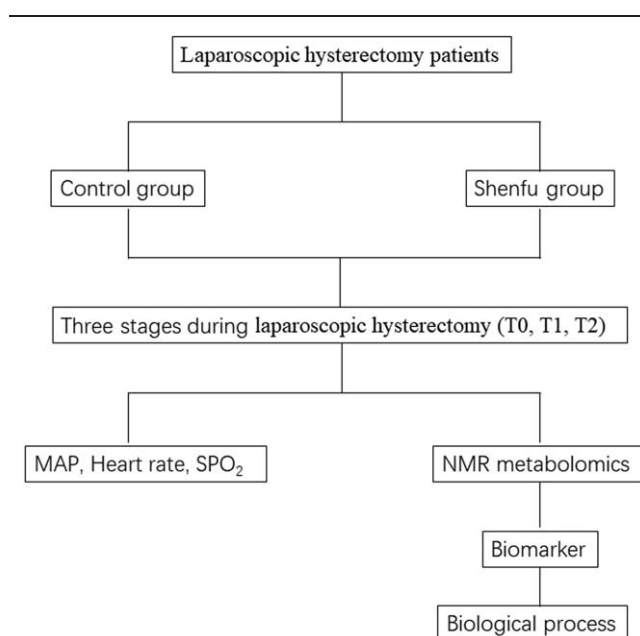 Laparoscopic hysterectomy patients
Control group
Shenfu group
Three stages during laparoscopic hysterectomy (T0, T1, T2)
MAP, Heart rate, SPO₂
NMR metabolomics
Biomarker
Biological process